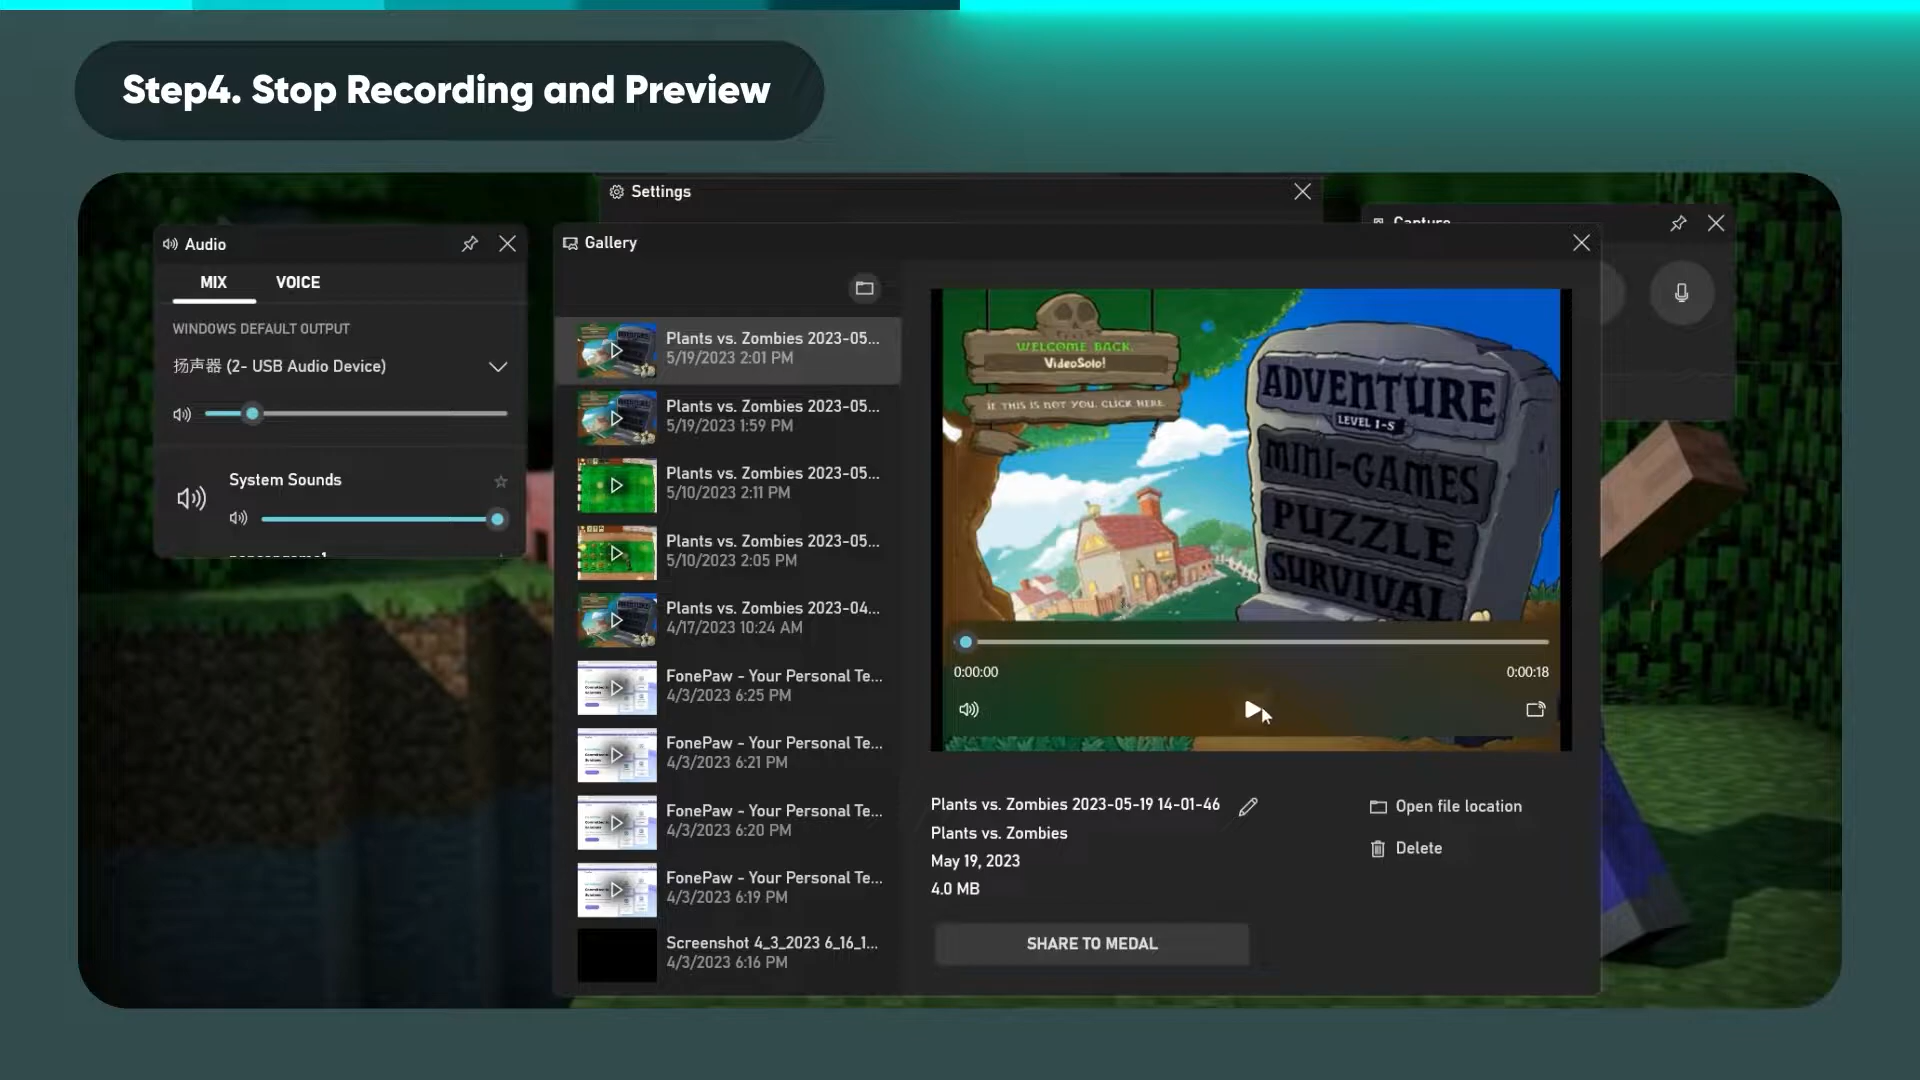 Step4. Stop Recording and Preview
Settings
Capture
Audio
MIX VOICE
WINDOWS DEFAULT OUTPUT
扬声器 (2- USB Audio Device)
System Sounds
Gallery
Plants vs. Zombies 2023-05...
5/19/2023 2:01 PM
Plants vs. Zombies 2023-05...
5/19/2023 1:59 PM
Plants vs. Zombies 2023-05...
5/10/2023 2:11 PM
Plants vs. Zombies 2023-05...
5/10/2023 2:05 PM
Plants vs. Zombies 2023-04...
4/17/2023 10:24 AM
FonePaw - Your Personal Te...
4/3/2023 6:25 PM
FonePaw - Your Personal Te...
4/3/2023 6:21 PM
FonePaw - Your Personal Te...
4/3/2023 6:20 PM
FonePaw - Your Personal Te...
4/3/2023 6:19 PM
Screenshot 4_3_2023 6_16_1...
4/3/2023 6:16 PM
WELCOME BACK,
VideoSolo!
IF THIS IS NOT YOU, CLICK HERE.
ADVENTURE
LEVEL 1-5
MINI-GAMES
PUZZLE
SURVIVAL
0:00:00
0:00:18
Plants vs. Zombies 2023-05-19 14-01-46
Plants vs. Zombies
May 19, 2023
4.0 MB
Open file location
Delete
SHARE TO MEDAL